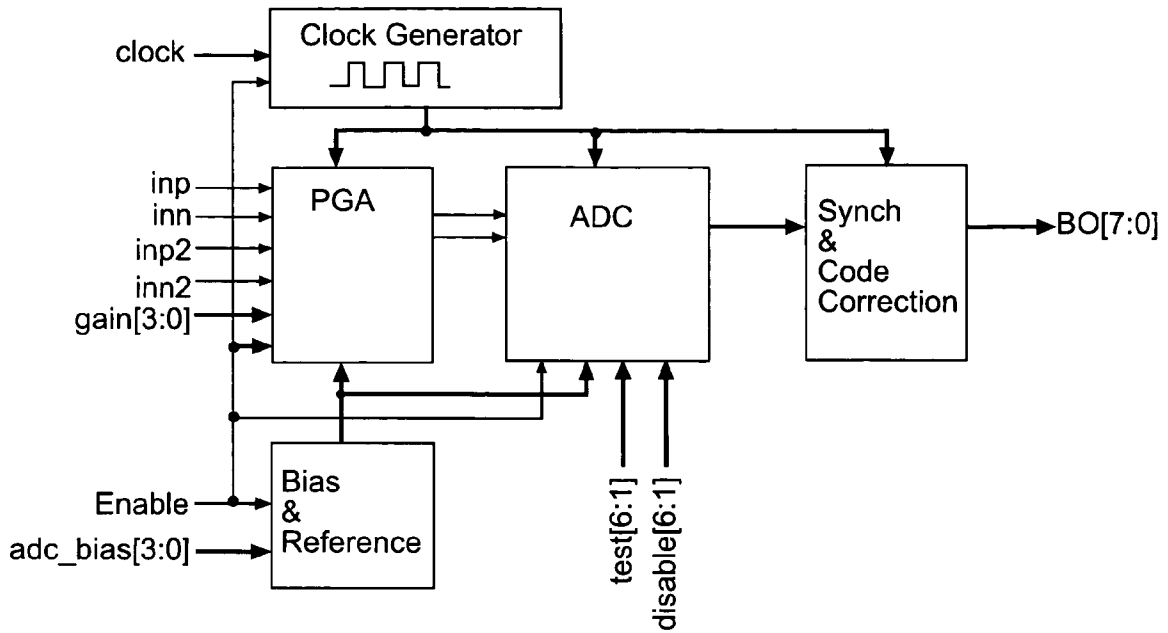 Clock Generator
clock
inp
inn
inp2
inn2
gain[3:0]
PGA
ADC
Synch
&
Code
Correction
BO[7:0]
Enable
adc_bias[3:0]
Bias
&
Reference
test[6:1]
disable[6:1]